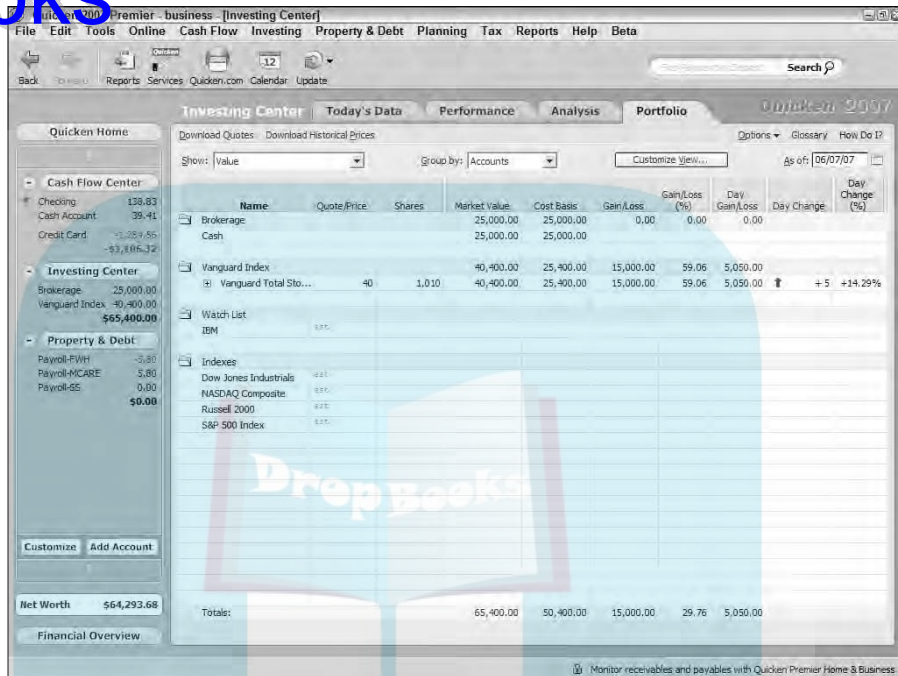 OKS
Quicken 2007 Premier - business - [Investing Center]
File Edit Tools Online Cash Flow Investing Property & Debt Planning Tax Reports Help Beta
Back Reports Services Quicken.com Calendar Update
Search
Investing Center Today's Data Performance Analysis Portfolio Quicken 2007
Quicken Home
Download Quotes Download Historical Prices Options Glossary How Do I?
Show: Value Group by: Accounts Customize View... As of: 06/07/07
Cash Flow Center
Checking 138.83
Cash Account 39.41
Credit Card
Investing Center
Brokerage 25,000.00
Vanguard Index 40,400.00
$65,400.00
Property & Debt
Payroll-FWH -5.80
Payroll-MCARE 5.80
Payroll-SS 0.00
$0.00
Customize Add Account
Net Worth $64,293.68
Financial Overview
Name Quote/Price Shares Market Value Cost Basis Gain/Loss Gain/Loss (%) Day Gain/Loss Day Change Day Change (%)
Brokerage 25,000.00 25,000.00 0.00 0.00 0.00
Cash 25,000.00 25,000.00
Vanguard Index 40,400.00 25,400.00 15,000.00 59.06 5,050.00
Vanguard Total Sto... 40 1,010 40,400.00 25,400.00 15,000.00 59.06 5,050.00 +5 +14.29%
Watch List
IBM est.
Indexes
Dow Jones Industrials est.
NASDAQ Composite est.
Russell 2000 est.
S&P 500 Index est.
DropBooks
Totals: 65,400.00 50,400.00 15,000.00 29.76 5,050.00
Monitor receivables and payables with Quicken Premier Home & Business